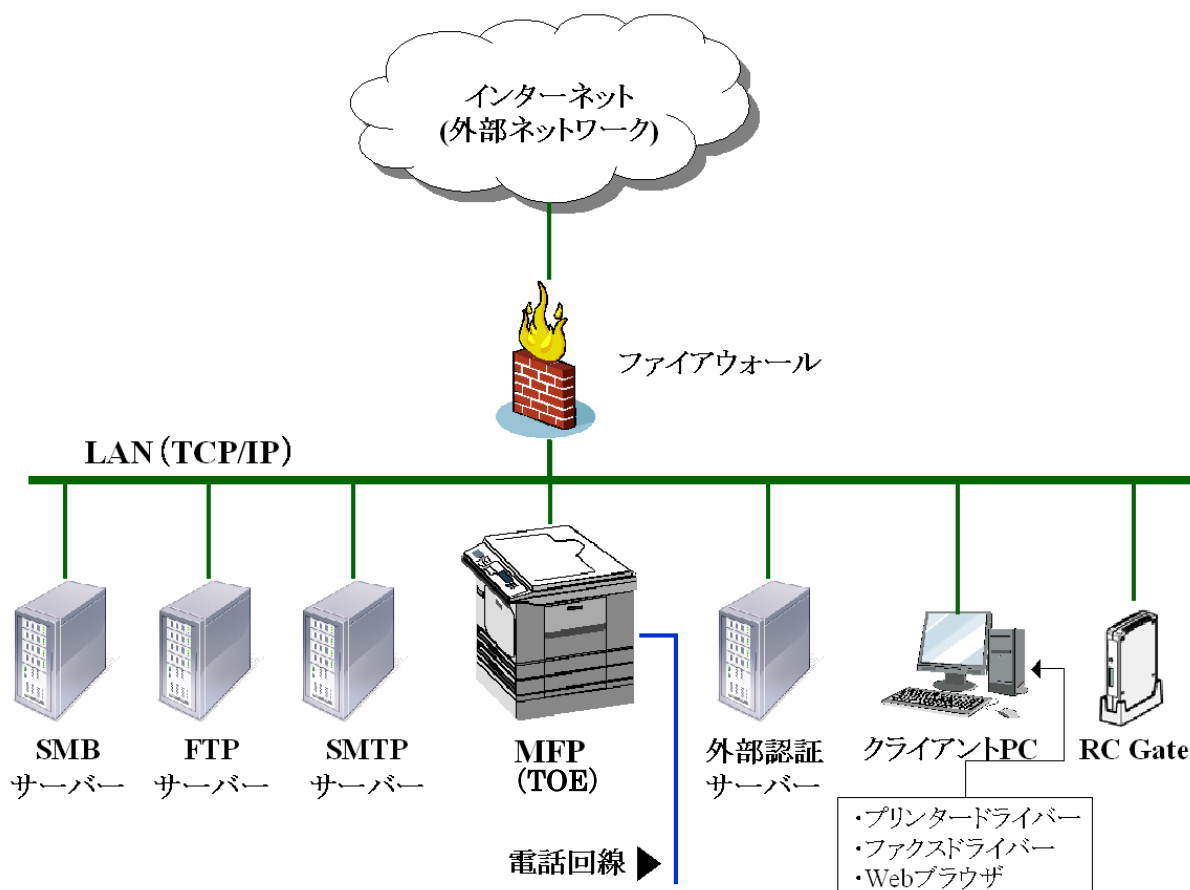 インターネット
(外部ネットワーク)
ファイアウォール
LAN（TCP/IP）
SMB
サーバー
FTP
サーバー
SMTP
サーバー
MFP
(TOE)
外部認証
サーバー
クライアントPC
RC Gate
電話回線
・プリンタードライバー
・ファクスドライバー
・Webブラウザ